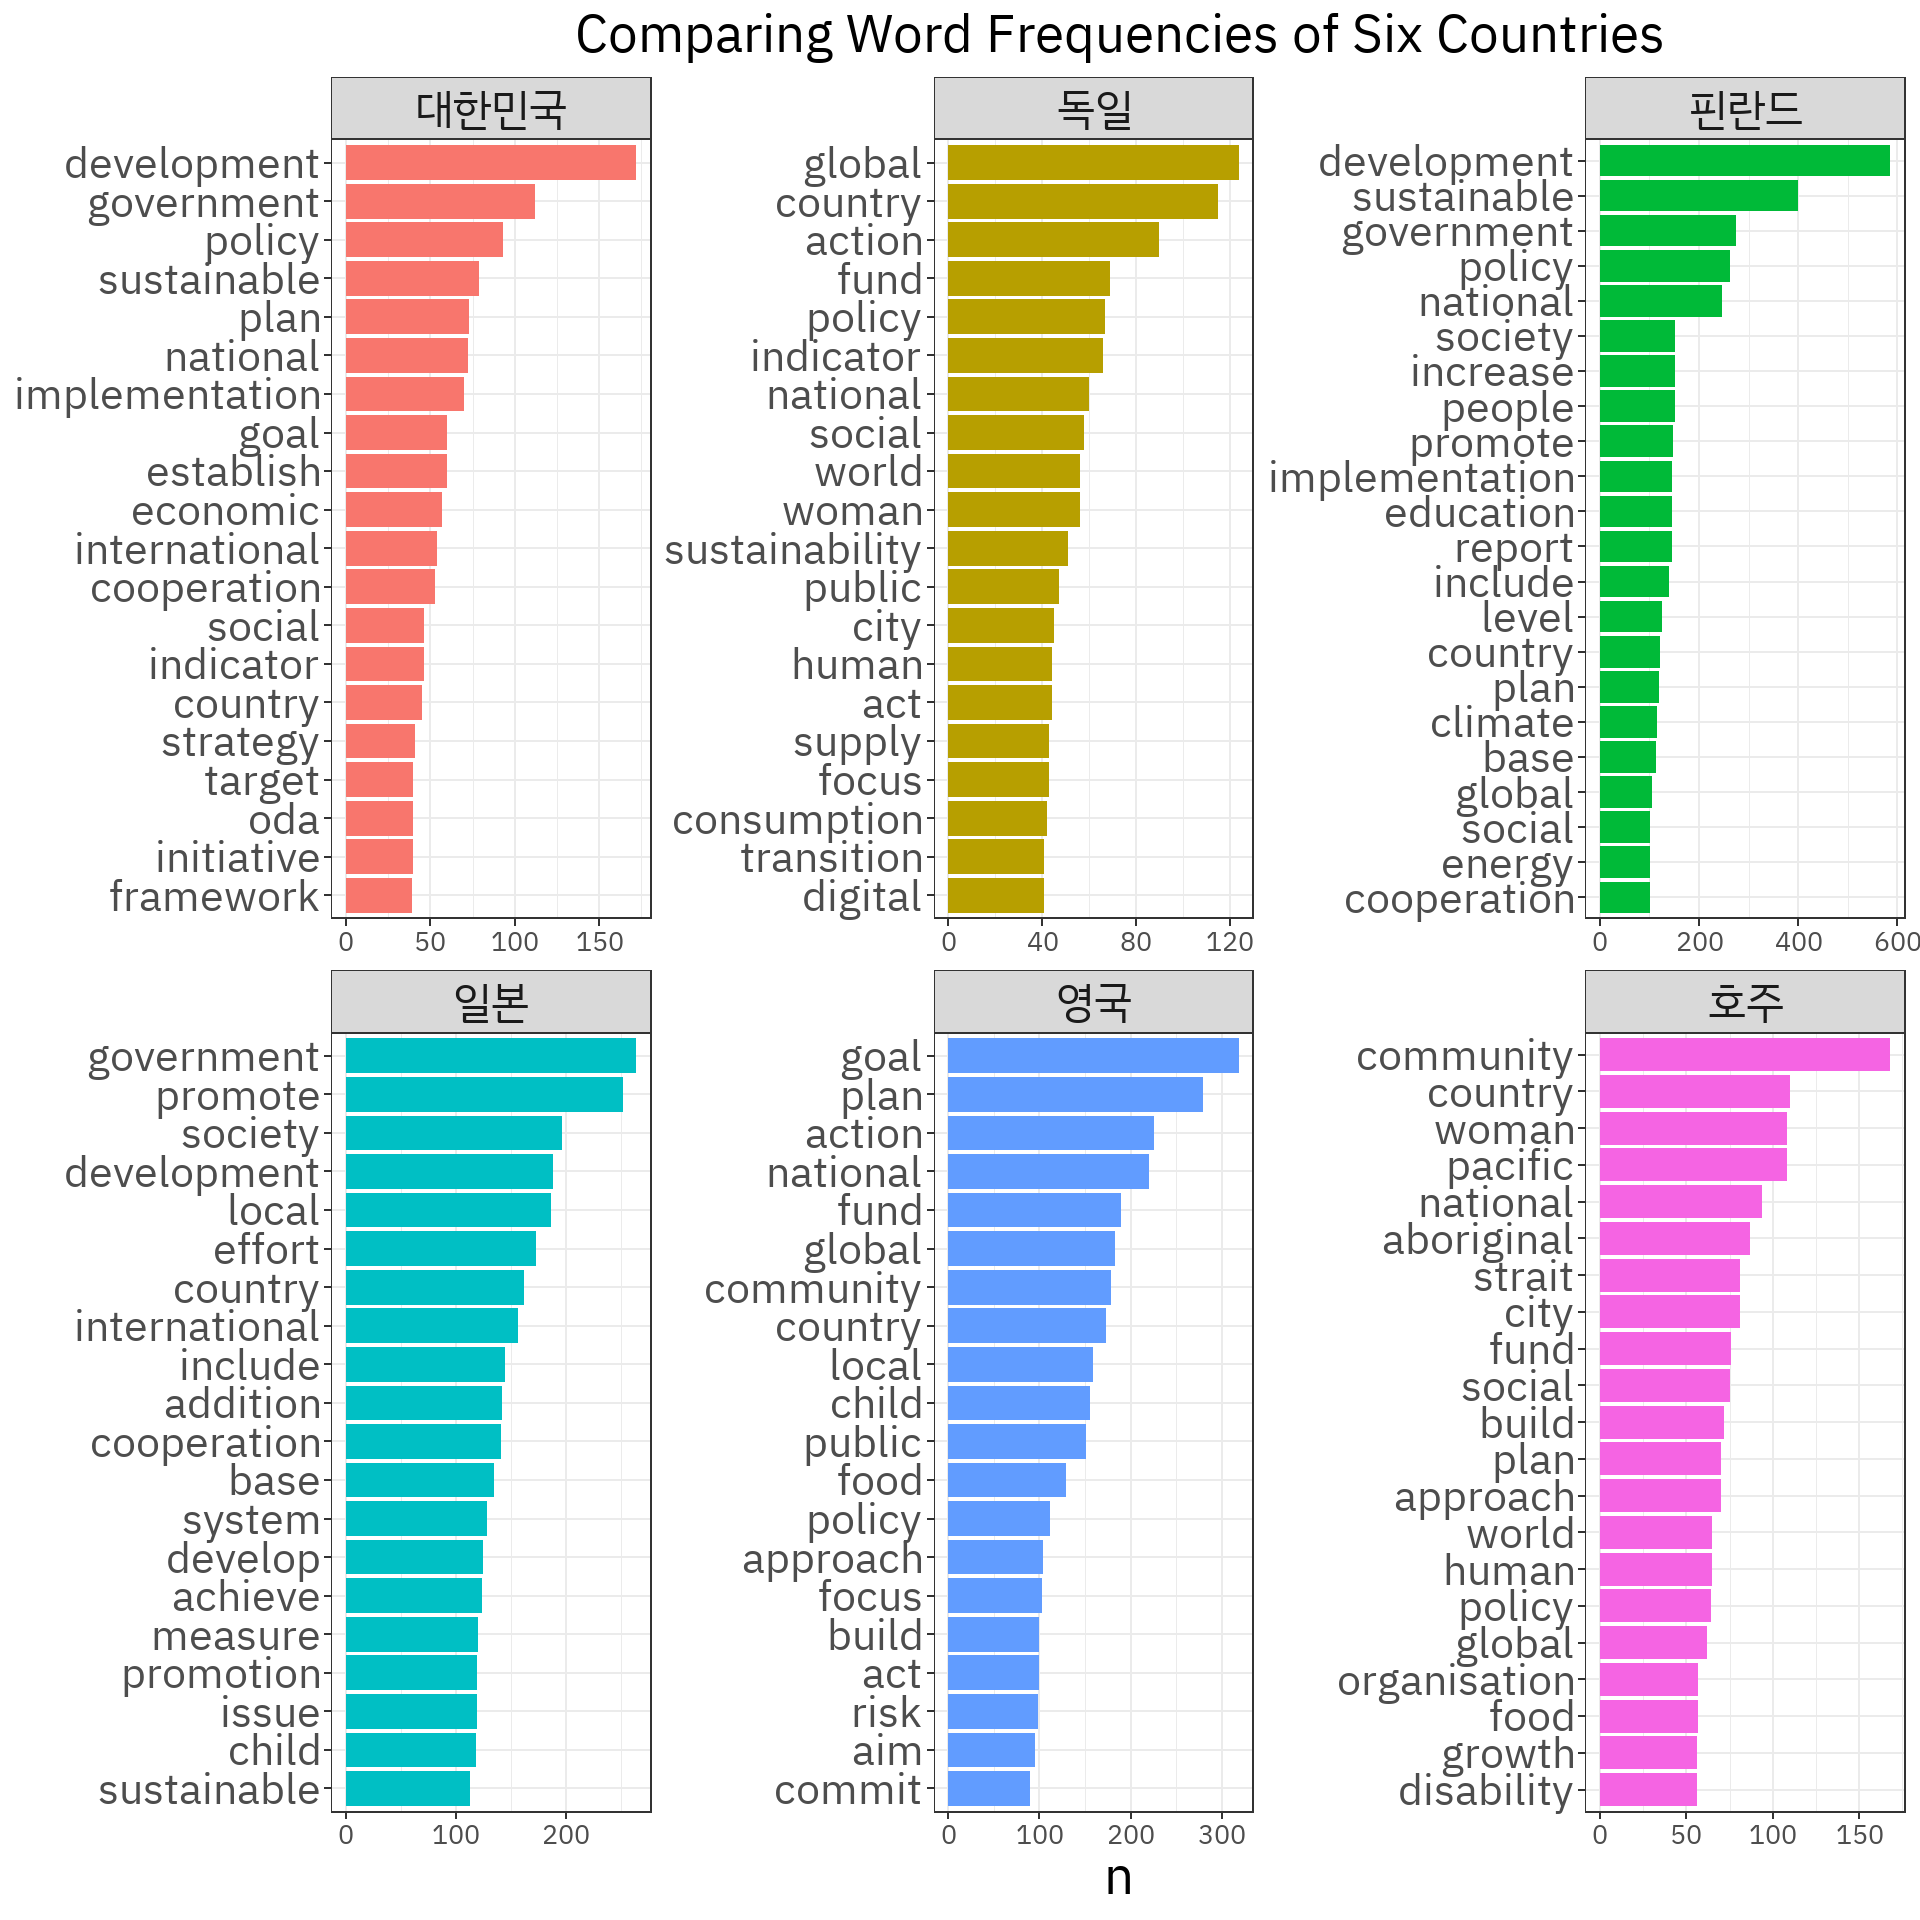 Comparing Word Frequencies of Six Countries
대한민국
development
government
policy
sustainable
plan
national
implementation
goal
establish
economic
international
cooperation
social
indicator
country
strategy
target
oda
initiative
framework
0 50 100 150
독일
global
country
action
fund
policy
indicator
national
social
world
woman
sustainability
public
city
human
act
supply
focus
consumption
transition
digital
0 40 80 120
핀란드
development
sustainable
government
policy
national
society
increase
people
promote
implementation
education
report
include
level
country
plan
climate
base
global
social
energy
cooperation
0 200 400 600
일본
government
promote
society
development
local
effort
country
international
include
addition
cooperation
base
system
develop
achieve
measure
promotion
issue
child
sustainable
0 100 200
영국
goal
plan
action
national
fund
global
community
country
local
child
public
food
policy
approach
focus
build
act
risk
aim
commit
0 100 200 300
호주
community
country
woman
pacific
national
aboriginal
strait
city
fund
social
build
plan
approach
world
human
policy
global
organisation
food
growth
disability
0 50 100 150
n